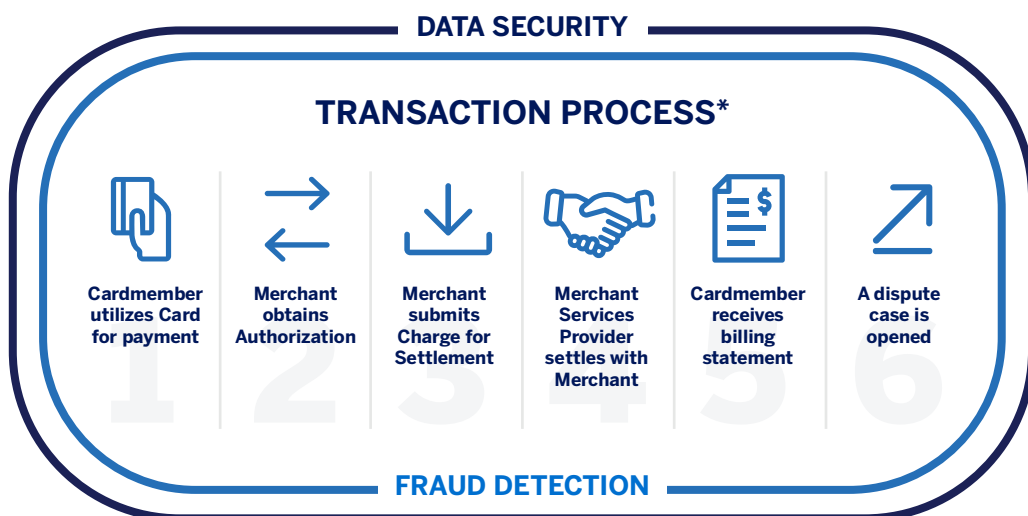 DATA SECURITY
TRANSACTION PROCESS*
$
Cardmember
utilizes Card
for payment
1
Merchant
obtains
Authorization
2
Merchant
submits
Charge for
Settlement
3
Merchant
Services
Provider
settles with
Merchant
4
Cardmember
receives
billing
statement
5
A dispute
case is
opened
6
FRAUD DETECTION